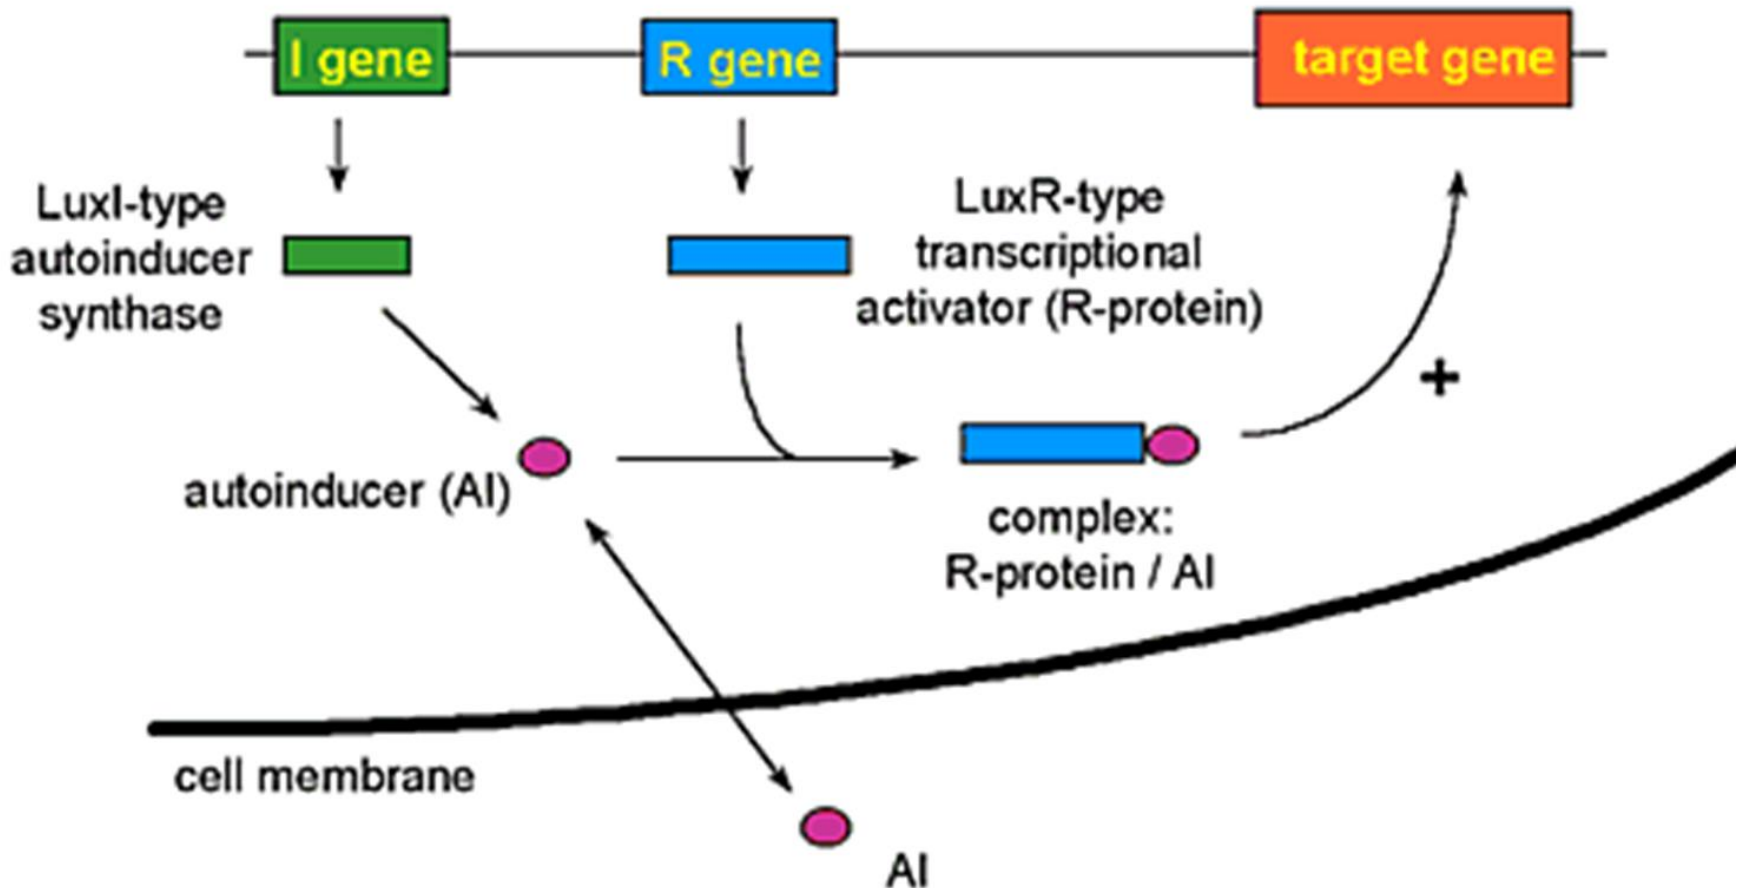 I gene
R gene
target gene
LuxI-type
autoinducer
synthase
LuxR-type
transcriptional
activator (R-protein)
+
autoinducer (AI)
complex:
R-protein / AI
cell membrane
AI